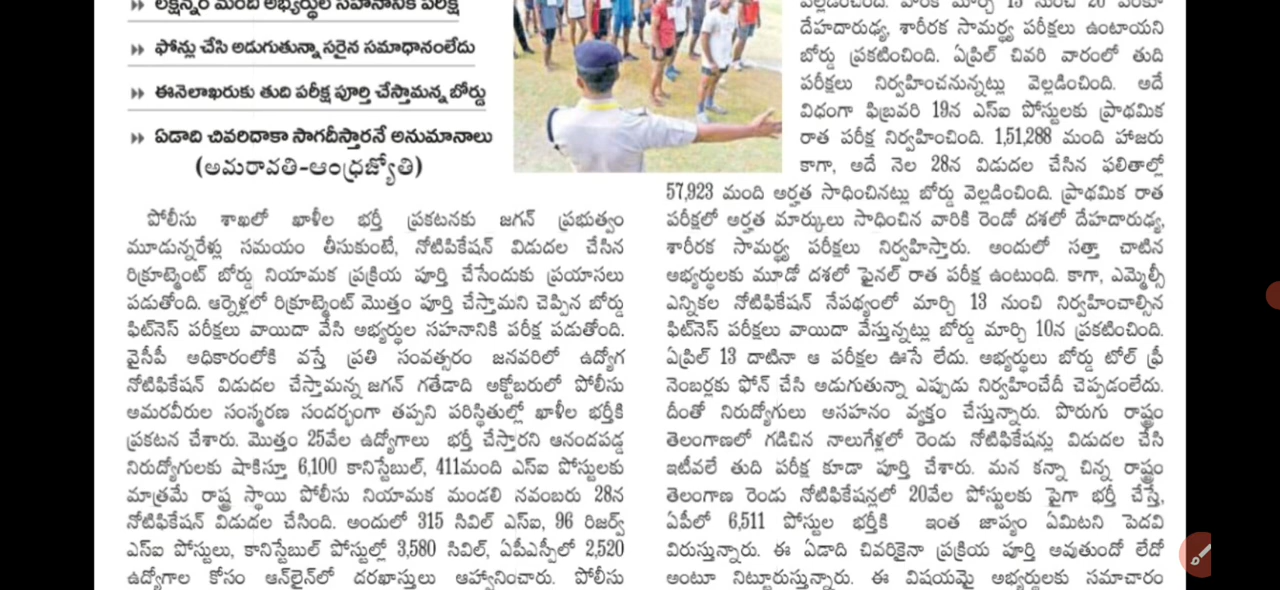 లక్షన్నర మంది అభ్యర్థుల సహనానికి పరీక్ష
ఫోన్లు చేసి అడుగుతున్నా సరైన సమాధానంలేదు
ఈనెలాఖరుకు తుది పరీక్ష పూర్తి చేస్తామన్న బోర్డు
ఏడాది చివరిదాకా సాగదీస్తారనే అనుమానాలు
(అమరావతి-ఆంధ్రజ్యోతి)
పోలీసు శాఖలో ఖాళీల భర్తీ ప్రకటనకు జగన్ ప్రభుత్వం
మూడున్నరేళ్లు సమయం తీసుకుంటే, నోటిఫికేషన్ విడుదల చేసిన
రిక్రూట్మెంట్ బోర్డు నియామక ప్రక్రియ పూర్తి చేసేందుకు ప్రయాసలు
పడుతోంది. ఆర్నెళ్లలో రిక్రూట్మెంట్ మొత్తం పూర్తి చేస్తామని చెప్పిన బోర్డు
ఫిట్‌నెస్ పరీక్షలు వాయిదా వేసి అభ్యర్థుల సహనానికి పరీక్ష పడుతోంది.
వైసీపీ అధికారంలోకి వస్తే ప్రతి సంవత్సరం జనవరిలో ఉద్యోగ
నోటిఫికేషన్ విడుదల చేస్తామన్న జగన్ గతేడాది అక్టోబరులో పోలీసు
అమరవీరుల సంస్మరణ సందర్భంగా తప్పని పరిస్థితుల్లో ఖాళీల భర్తీకి
ప్రకటన చేశారు. మొత్తం 25వేల ఉద్యోగాలు భర్తీ చేస్తారని ఆనందపడ్డ
నిరుద్యోగులకు షాకిస్తూ 6,100 కానిస్టేబుల్, 411మంది ఎస్ఐ పోస్టులకు
మాత్రమే రాష్ట్ర స్థాయి పోలీసు నియామక మండలి నవంబరు 28న
నోటిఫికేషన్ విడుదల చేసింది. అందులో 315 సివిల్ ఎస్ఐ, 96 రిజర్వ్
ఎస్ఐ పోస్టులు, కానిస్టేబుల్ పోస్టుల్లో 3,580 సివిల్, ఏపీఎస్పీలో 2,520
ఉద్యోగాల కోసం ఆన్‌లైన్‌లో దరఖాస్తులు ఆహ్వానించారు. పోలీసు
వెల్లడించింది. వారికి మార్చి 13 నుంచి 20 వరకూ
దేహదారుఢ్య, శారీరక సామర్థ్య పరీక్షలు ఉంటాయని
బోర్డు ప్రకటించింది. ఏప్రిల్ చివరి వారంలో తుది
పరీక్షలు నిర్వహించనున్నట్లు వెల్లడించింది. అదే
విధంగా ఫిబ్రవరి 19న ఎస్ఐ పోస్టులకు ప్రాథమిక
రాత పరీక్ష నిర్వహించింది. 1,51,288 మంది హాజరు
కాగా, అదే నెల 28న విడుదల చేసిన ఫలితాల్లో
57,923 మంది అర్హత సాధించినట్లు బోర్డు వెల్లడించింది. ప్రాథమిక రాత
పరీక్షలో అర్హత మార్కులు సాధించిన వారికి రెండో దశలో దేహదారుఢ్య,
శారీరక సామర్థ్య పరీక్షలు నిర్వహిస్తారు. అందులో సత్తా చాటిన
అభ్యర్థులకు మూడో దశలో ఫైనల్ రాత పరీక్ష ఉంటుంది. కాగా, ఎమ్మెల్సీ
ఎన్నికల నోటిఫికేషన్ నేపథ్యంలో మార్చి 13 నుంచి నిర్వహించాల్సిన
ఫిట్‌నెస్ పరీక్షలు వాయిదా వేస్తున్నట్లు బోర్డు మార్చి 10న ప్రకటించింది.
ఏప్రిల్ 13 దాటినా ఆ పరీక్షల ఊసే లేదు. అభ్యర్థులు బోర్డు టోల్ ఫ్రీ
నెంబర్లకు ఫోన్ చేసి అడుగుతున్నా ఎప్పుడు నిర్వహించేదీ చెప్పడంలేదు.
దీంతో నిరుద్యోగులు అసహనం వ్యక్తం చేస్తున్నారు. పొరుగు రాష్ట్రం
తెలంగాణలో గడిచిన నాలుగేళ్లలో రెండు నోటిఫికేషన్లు విడుదల చేసి
ఇటీవలే తుది పరీక్ష కూడా పూర్తి చేశారు. మన కన్నా చిన్న రాష్ట్రం
తెలంగాణ రెండు నోటిఫికేషన్లలో 20వేల పోస్టులకు పైగా భర్తీ చేస్తే,
ఏపీలో 6,511 పోస్టుల భర్తీకి ఇంత జాప్యం ఏమిటని పెదవి
విరుస్తున్నారు. ఈ ఏడాది చివరికైనా ప్రక్రియ పూర్తి అవుతుందో లేదో
అంటూ నిట్టూరుస్తున్నారు. ఈ విషయమై అభ్యర్థులకు సమాచారం